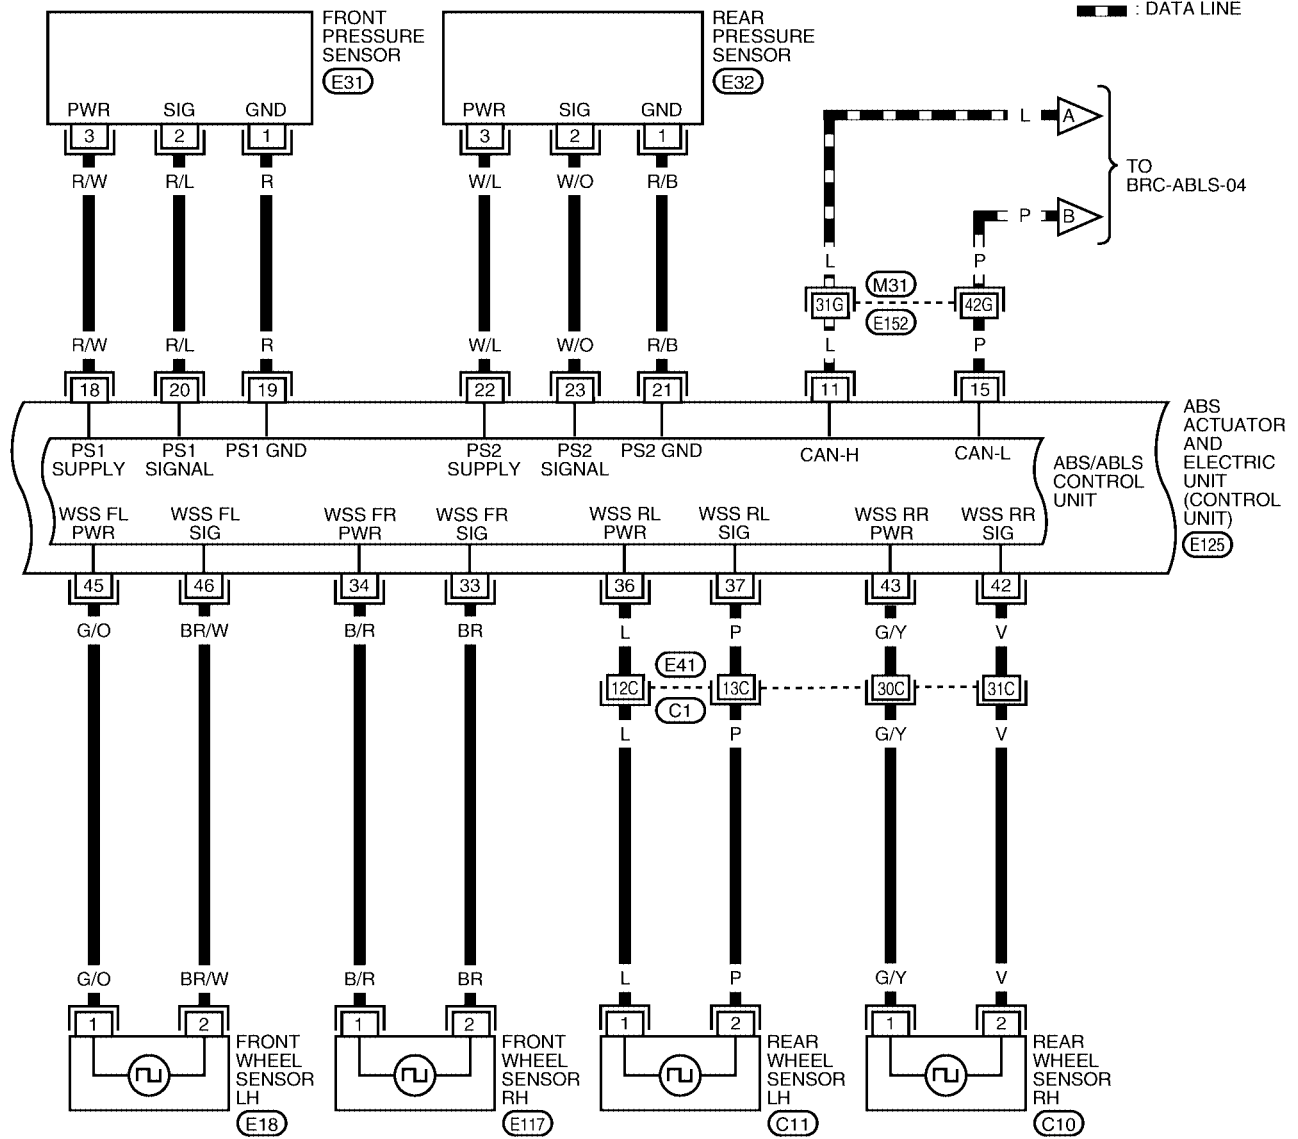 FRONT
PRESSURE
SENSOR
E31
REAR
PRESSURE
SENSOR
E32
: DATA LINE
PWR SIG GND
PWR SIG GND
3 2 1
3 2 1
L A
TO
BRC-ABLS-04
P B
R/W R/L R
W/L W/O R/B
L P
M31
31G 42G
E152
R/W R/L R
W/L W/O R/B
L P
18 20 19 22 23 21 11 15
PS1
SUPPLY
PS1
SIGNAL
PS1 GND
PS2
SUPPLY
PS2
SIGNAL
PS2 GND
CAN-H
CAN-L
ABS/ABLS
CONTROL
UNIT
ABS
ACTUATOR
AND
ELECTRIC
UNIT
(CONTROL
UNIT)
E125
WSS FL
PWR
WSS FL
SIG
WSS FR
PWR
WSS FR
SIG
WSS RL
PWR
WSS RL
SIG
WSS RR
PWR
WSS RR
SIG
45 46 34 33 36 37 43 42
G/O BR/W B/R BR L P G/Y V
E41
12C 13C 30C 31C
C1
L P G/Y V
G/O BR/W B/R BR L P G/Y V
1 2 1 2 1 2 1 2
FRONT
WHEEL
SENSOR
LH
E18
FRONT
WHEEL
SENSOR
RH
E117
REAR
WHEEL
SENSOR
LH
C11
REAR
WHEEL
SENSOR
RH
C10